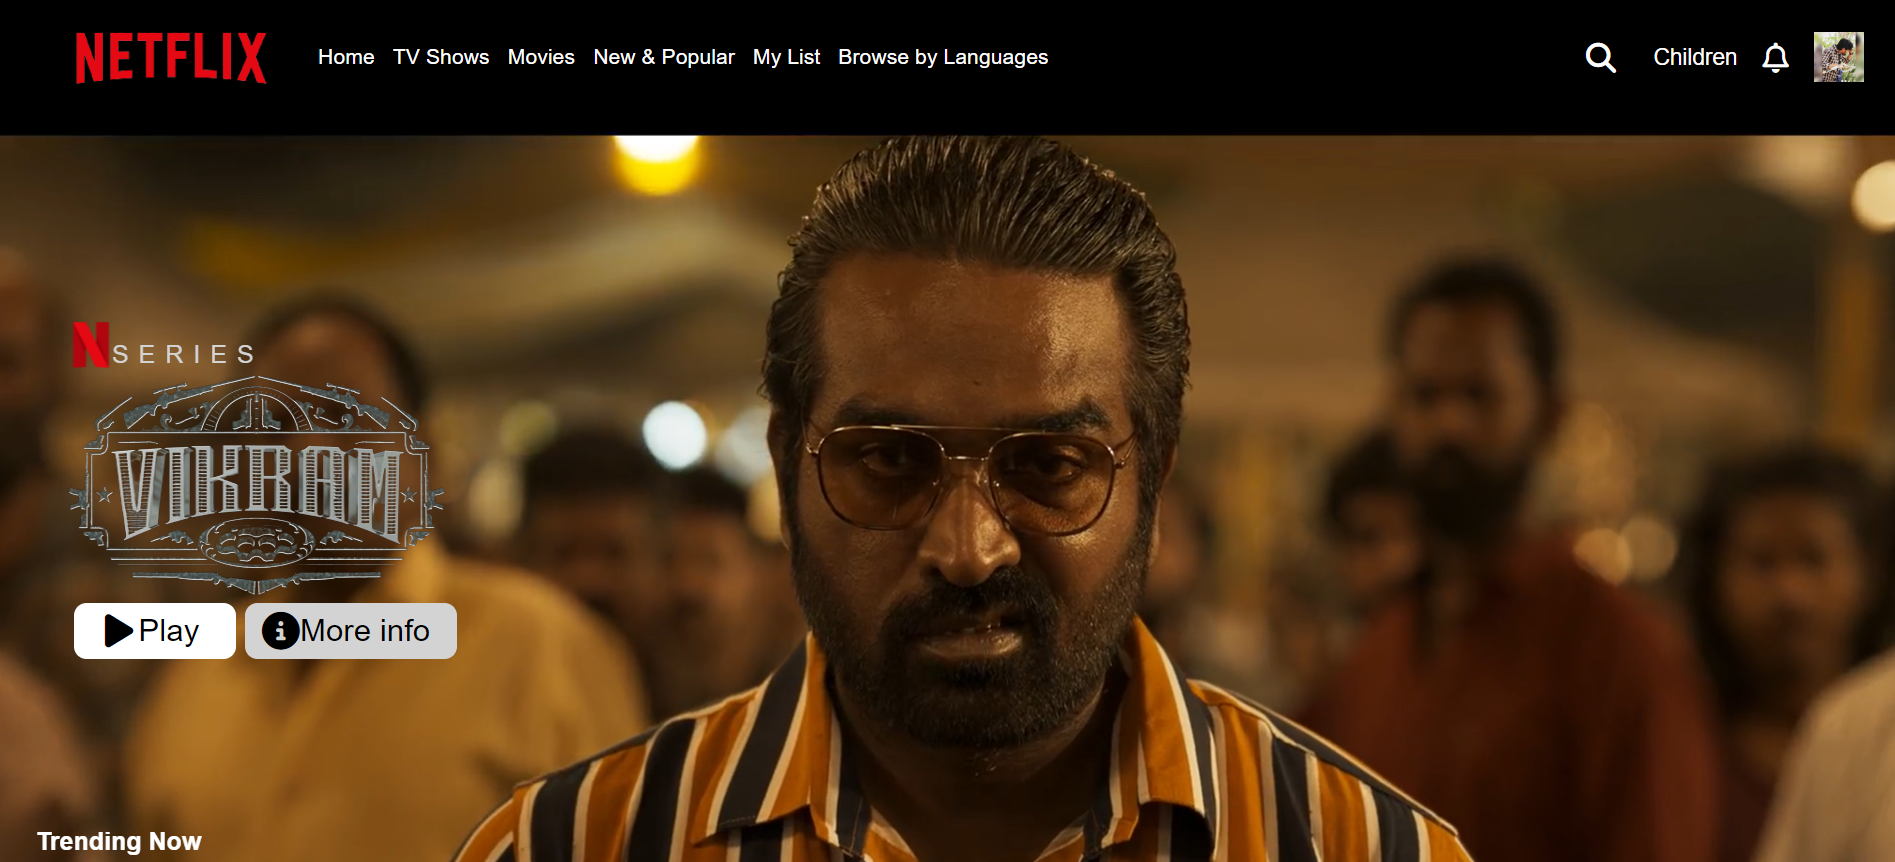 NETFLIX Home TV Shows Movies New & Popular My List Browse by Languages Children
N SERIES
VIKRAM
Play More info
Trending Now